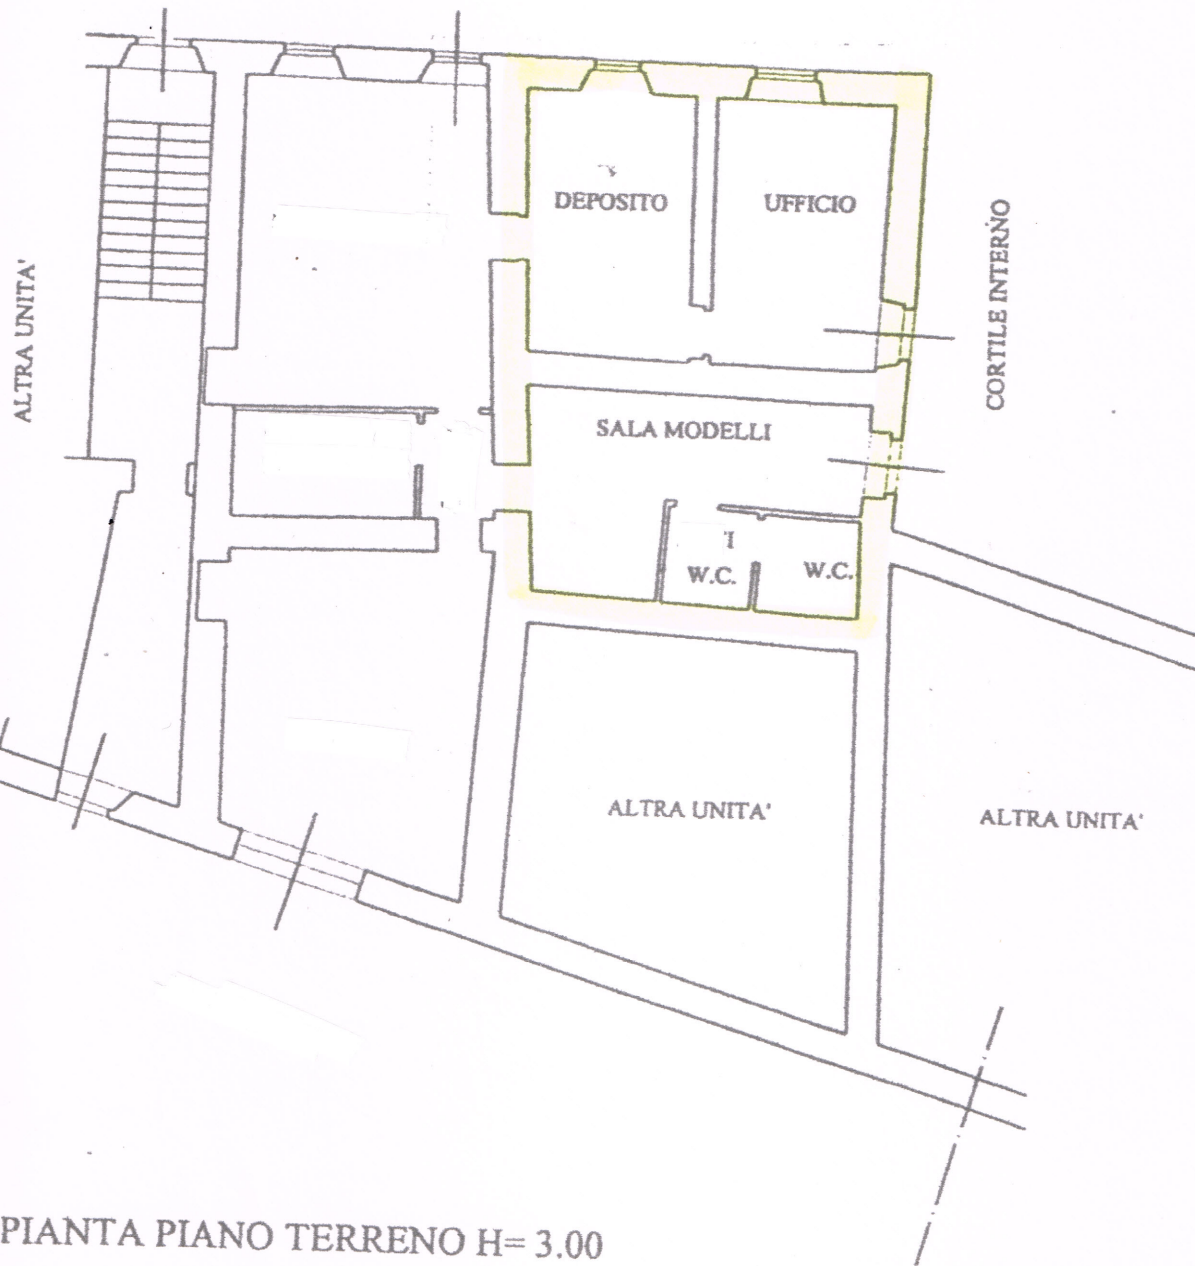 DEPOSITO
UFFICIO
CORTILE INTERNO
ALTRA UNITA'
SALA MODELLI
W.C.
W.C.
ALTRA UNITA'
ALTRA UNITA'
PIANTA PIANO TERRENO H= 3.00